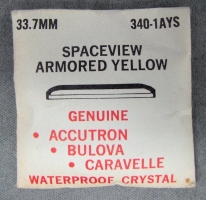 33.7MM 340-1AYS
SPACEVIEW
ARMORED YELLOW
GENUINE
• ACCUTRON
• BULOVA
• CARAVELLE
WATERPROOF CRYSTAL